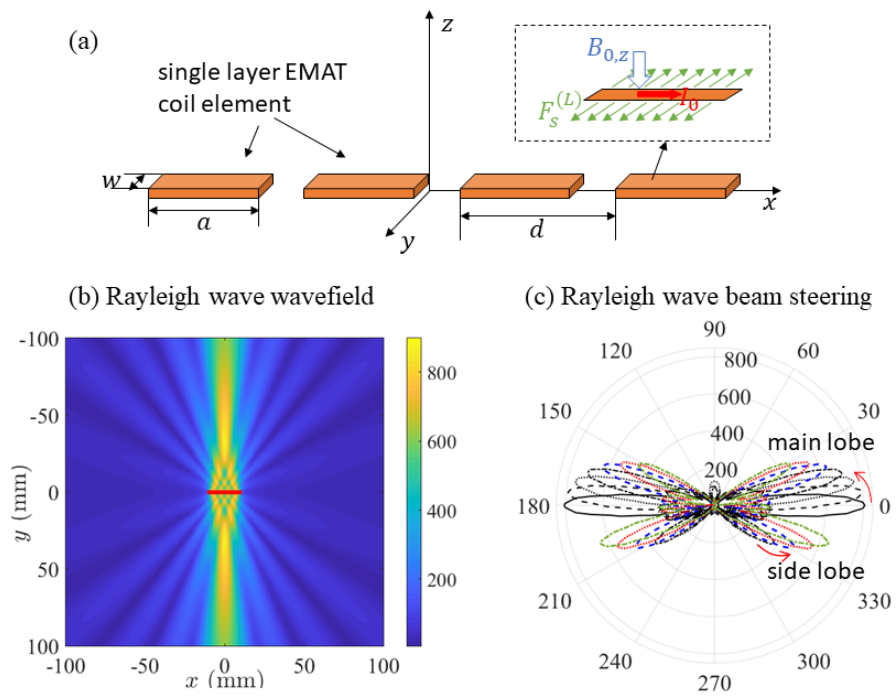 (a)
z
B₀,z
single layer EMAT
coil element
I₀
Fₛ⁽ᴸ⁾
w
a
y
d
x
(b) Rayleigh wave wavefield
-100
-50
0
50
100
y (mm)
-100 -50 0 50 100
x (mm)
800
600
400
200
(c) Rayleigh wave beam steering
90
120 60
800
600
150 30
400
main lobe
200
180 0
side lobe
210 330
240 300
270